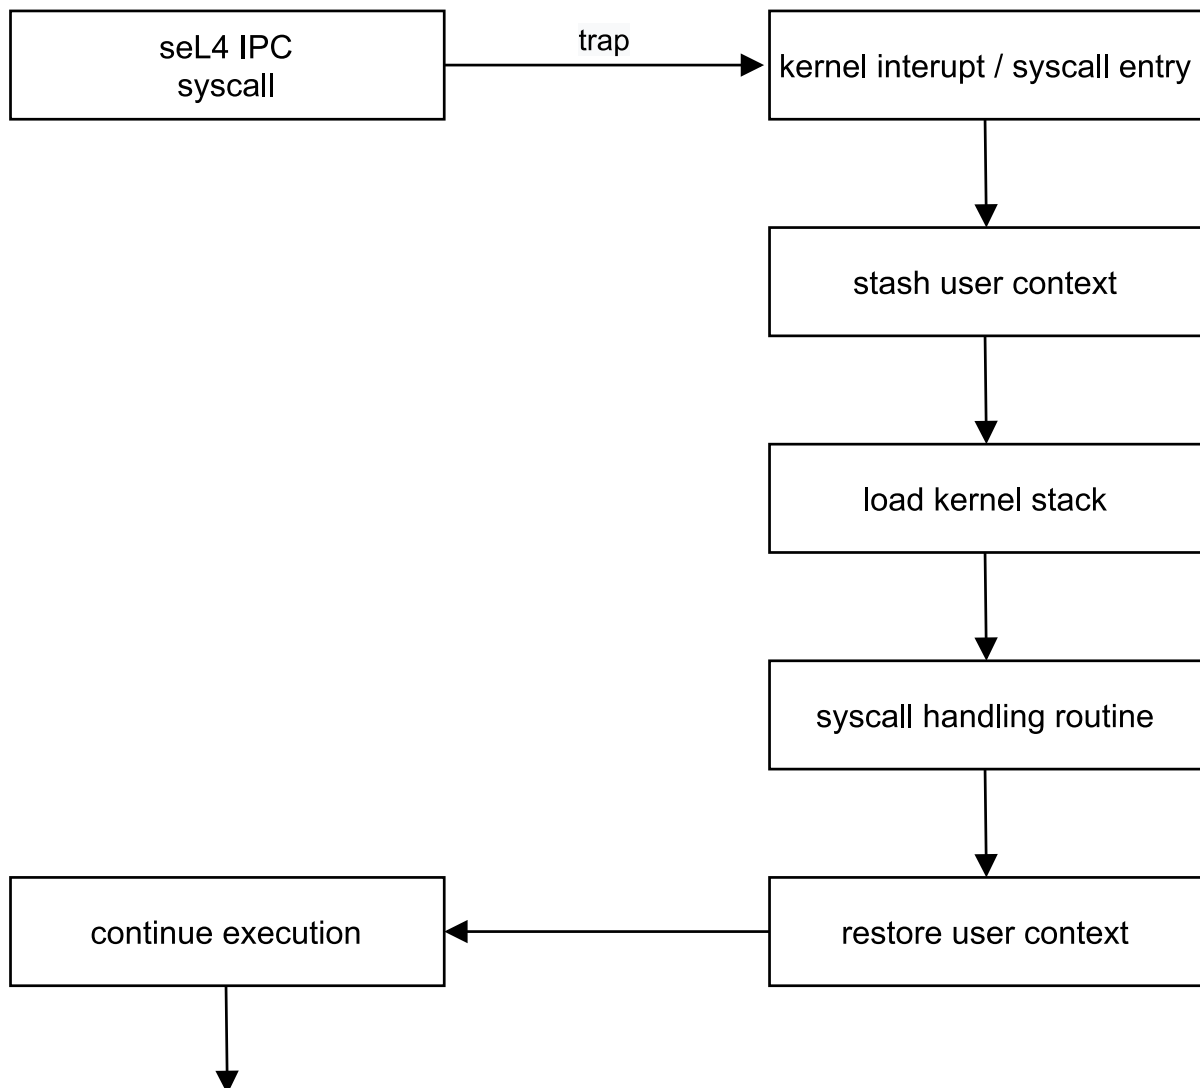 seL4 IPC
syscall
trap
kernel interupt / syscall entry
stash user context
load kernel stack
syscall handling routine
restore user context
continue execution